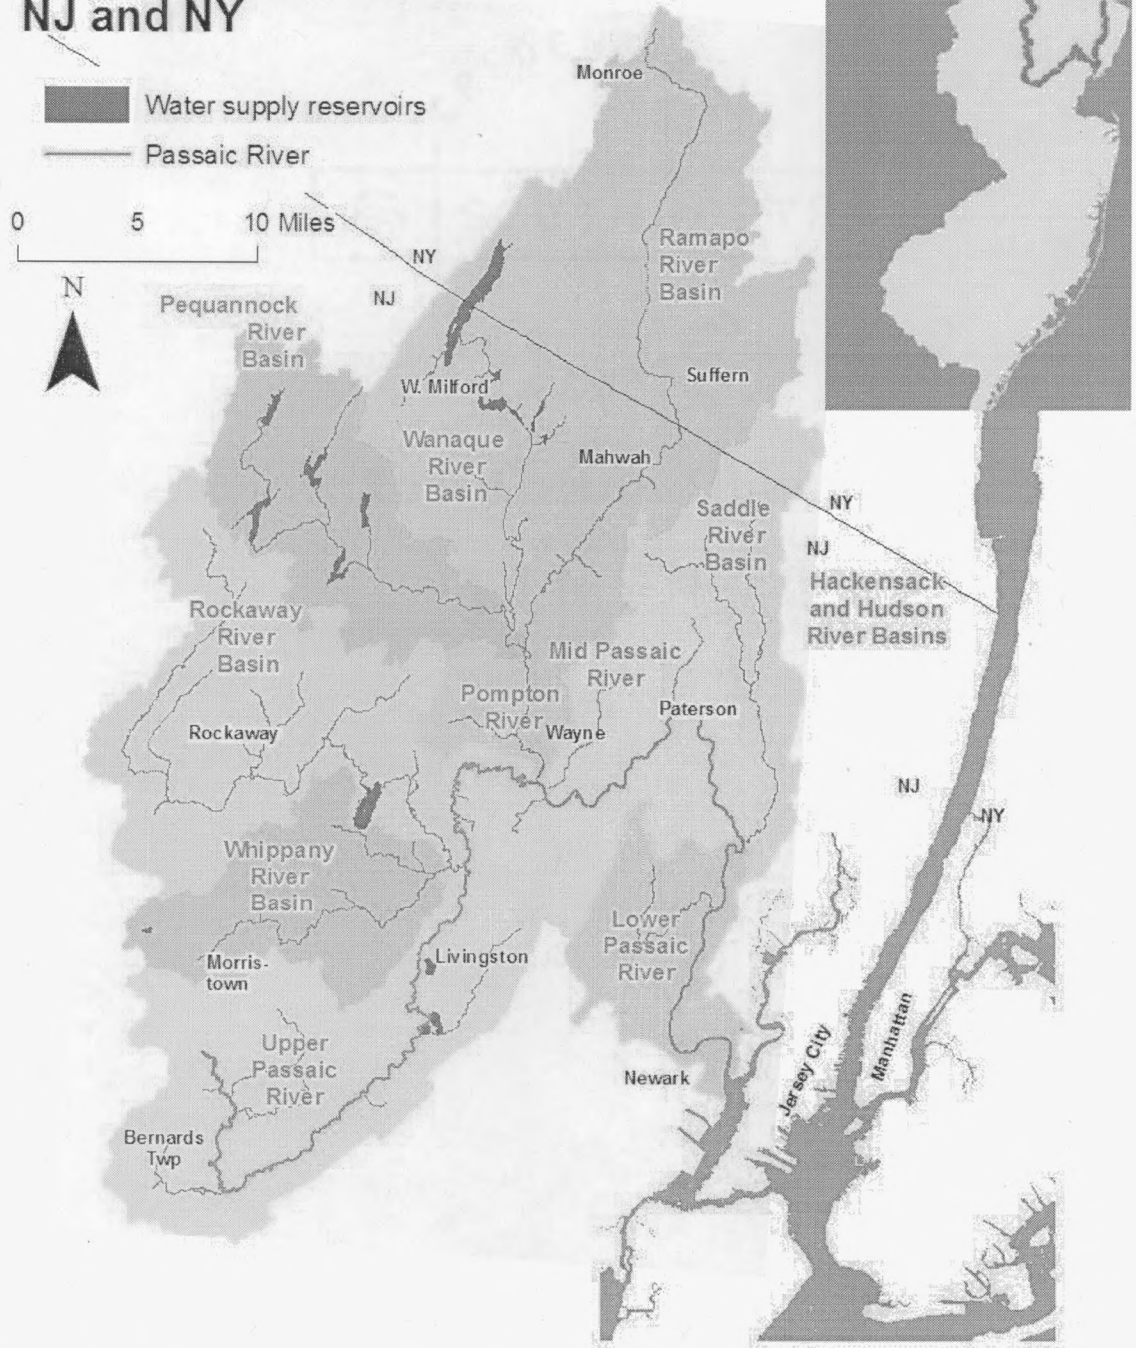 NJ and NY
Water supply reservoirs
Passaic River
0 5 10 Miles
N
NY
NJ
Monroe
Ramapo
River
Basin
Pequannock
River
Basin
W. Milford
Suffern
Wanaque
River
Basin
Mahwah
Saddle
River
Basin
NY
NJ
Hackensack
and Hudson
River Basins
Rockaway
River
Basin
Mid Passaic
River
Pompton
River
Paterson
Rockaway
Wayne
NJ
NY
Whippany
River
Basin
Lower
Passaic
River
Morris-
town
Livingston
Upper
Passaic
River
Jersey City
Manhattan
Newark
Bernards
Twp